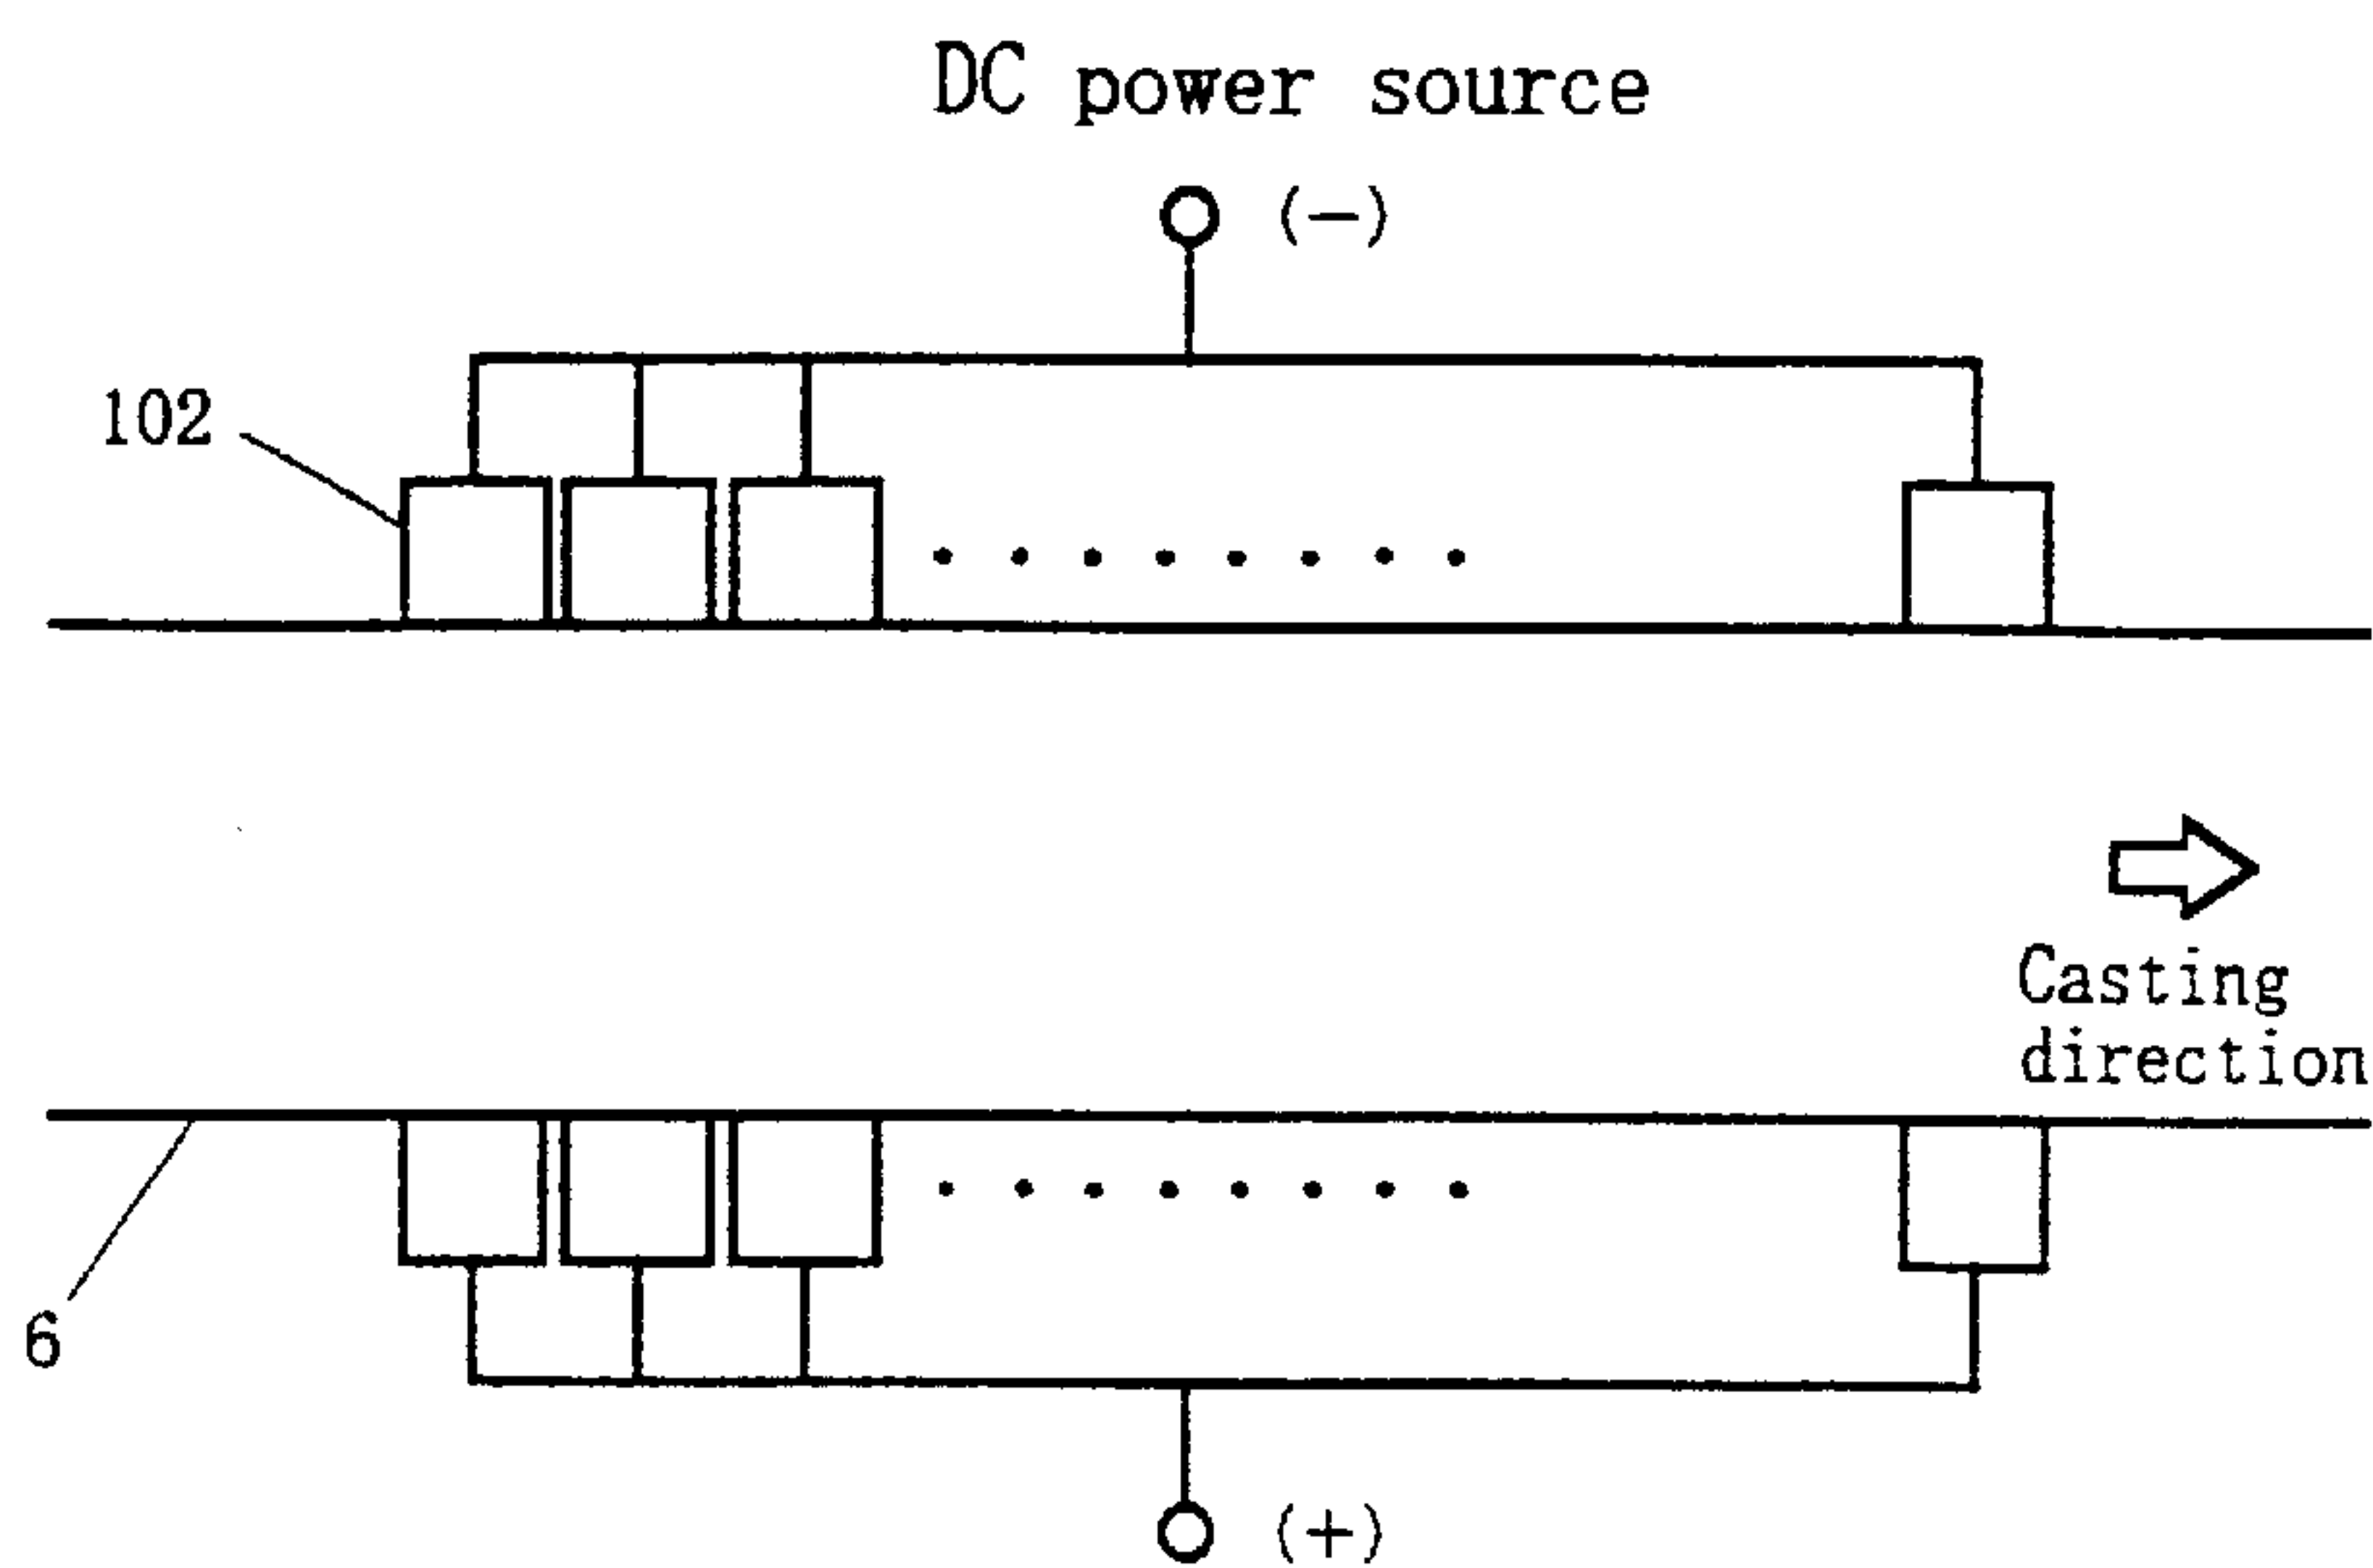 DC power source
(−)
102
Casting
direction
6
(+)